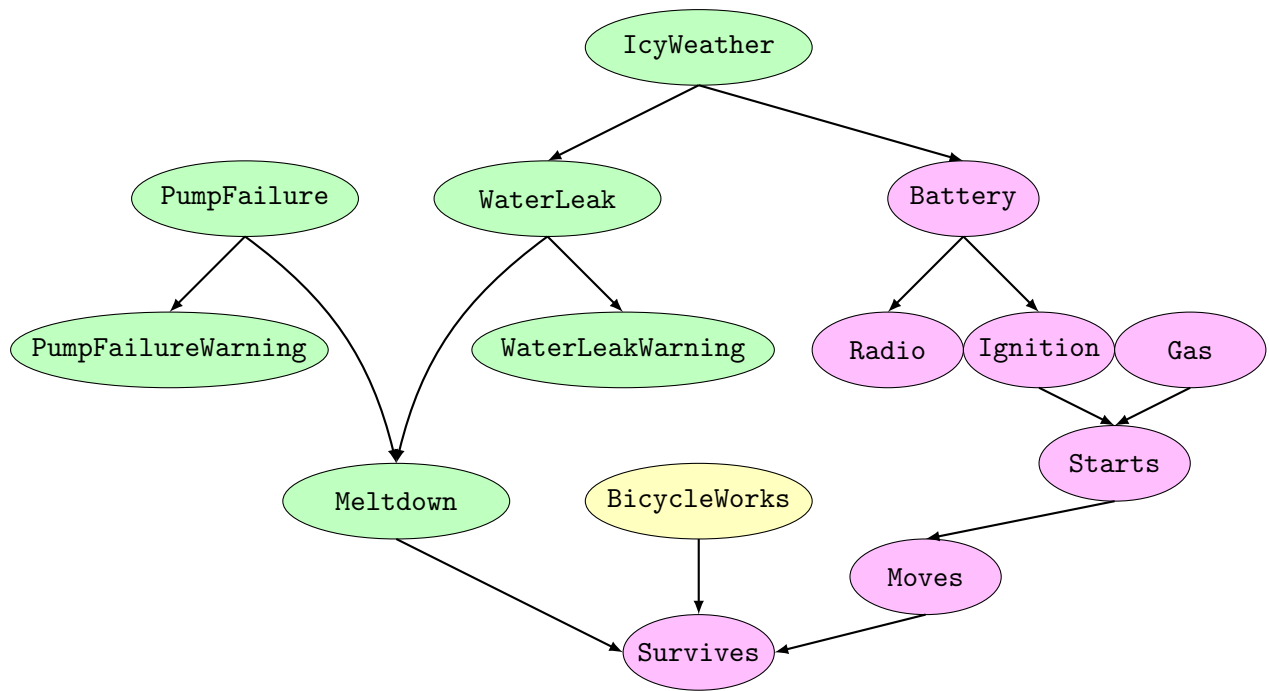 IcyWeather
PumpFailure
WaterLeak
Battery
PumpFailureWarning
WaterLeakWarning
Radio
Ignition
Gas
Starts
Meltdown
BicycleWorks
Moves
Survives